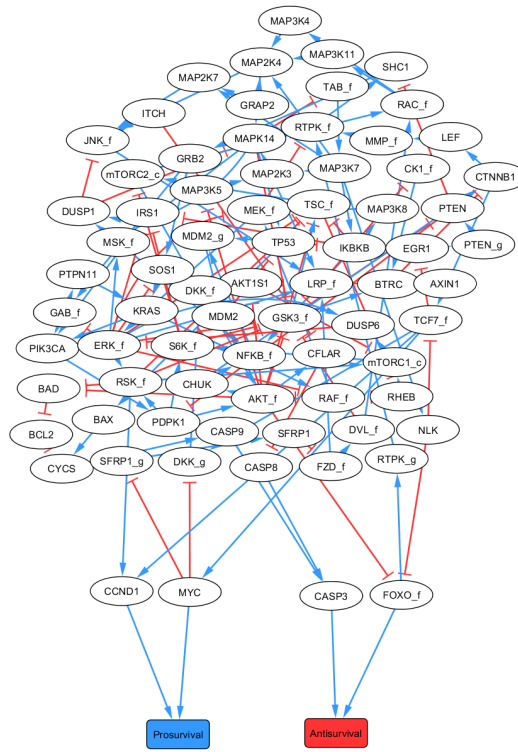 MAP3K4
MAP3K11
MAP2K4
SHC1
MAP2K7
TAB_f
GRAP2
RAC_f
ITCH
RTPK_f
JNK_f
MAPK14
MMP_f
LEF
GRB2
MAP3K7
CK1_f
CTNNB1
mTORC2_c
MAP2K3
MAP3K5
DUSP1
IRS1
MEK_f
TSC_f
MAP3K8
PTEN
MSK_f
MDM2_g
TP53
IKBKB
EGR1
PTEN_g
PTPN11
SOS1
DKK_f
AKT1S1
LRP_f
BTRC
AXIN1
GAB_f
KRAS
MDM2
GSK3_f
DUSP6
TCF7_f
PIK3CA
ERK_f
S6K_f
NFKB_f
CFLAR
mTORC1_c
BAD
RSK_f
CHUK
AKT_f
RAF_f
RHEB
BCL2
BAX
PDPK1
CASP9
SFRP1
DVL_f
NLK
CYCS
SFRP1_g
DKK_g
CASP8
FZD_f
RTPK_g
CCND1
MYC
CASP3
FOXO_f
Prosurvival
Antisurvival